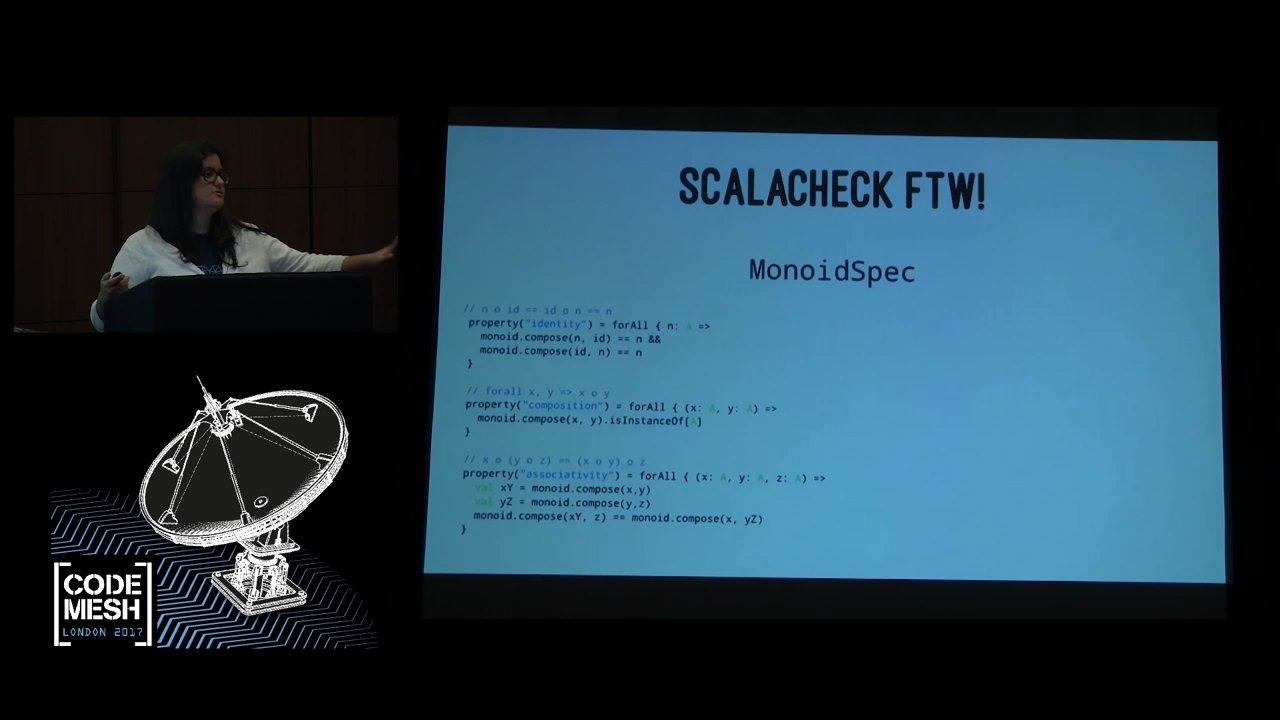 SCALACHECK FTW!
MonoidSpec
// n o id == id o n == n
property("identity") = forAll { n: A =>
monoid.compose(n, id) == n &&
monoid.compose(id, n) == n
}
// forall x, y => x o y
property("composition") = forAll { (x: A, y: A) =>
monoid.compose(x, y).isInstanceOf[A]
}
// x o (y o z) == (x o y) o z
property("associativity") = forAll { (x: A, y: A, z: A) =>
val xY = monoid.compose(x,y)
val yZ = monoid.compose(y,z)
monoid.compose(xY, z) == monoid.compose(x, yZ)
}
CODE
MESH
LONDON 2017